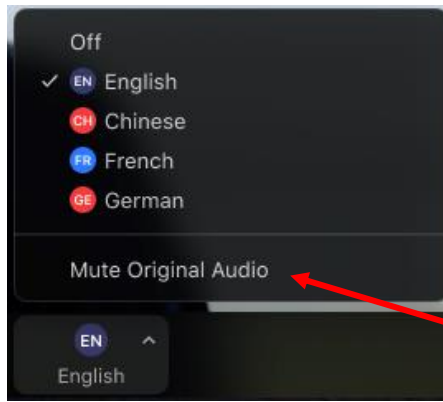 Off
EN English
CH Chinese
FR French
GE German
Mute Original Audio
EN
English